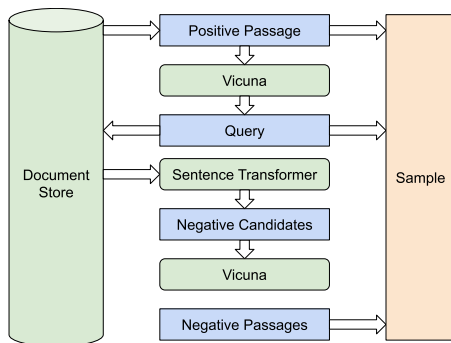 Positive Passage
Vicuna
Query
Document
Store
Sentence Transformer
Sample
Negative Candidates
Vicuna
Negative Passages